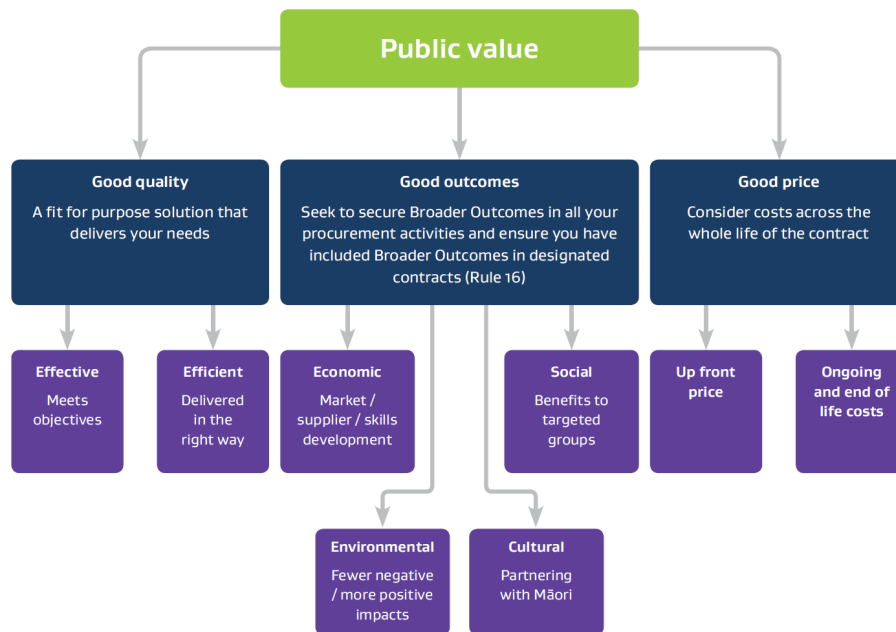 Public value
Good quality
A fit for purpose solution that
delivers your needs
Good outcomes
Seek to secure Broader Outcomes in all your
procurement activities and ensure you have
included Broader Outcomes in designated
contracts (Rule 16)
Good price
Consider costs across the
whole life of the contract
Effective
Meets
objectives
Efficient
Delivered
in the
right way
Economic
Market /
supplier / skills
development
Social
Benefits to
targeted
groups
Up front
price
Ongoing
and end of
life costs
Environmental
Fewer negative
/ more positive
impacts
Cultural
Partnering
with Māori